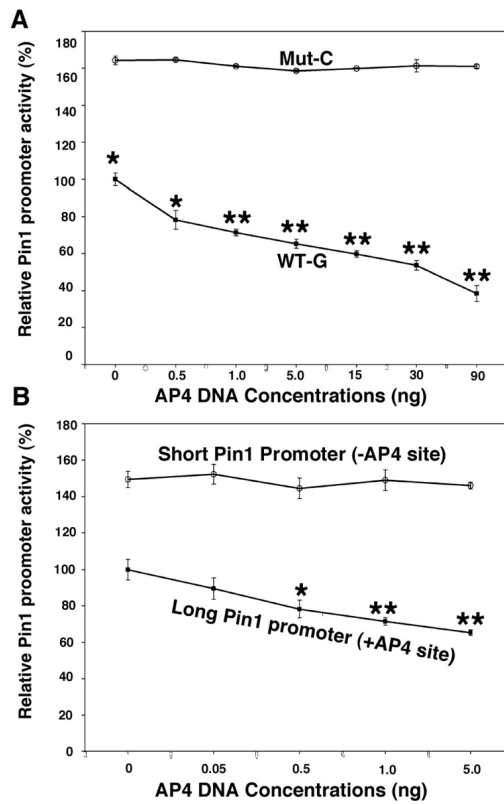 A
Relative Pin1 proomoter activity (%)
180
160
140
120
100
80
60
40
20
0
Mut-C
*
*
**
**
**
**
**
WT-G
0 0.5 1.0 5.0 15 30 90
AP4 DNA Concentrations (ng)
B
Relative Pin1 proomoter activity (%)
180
160
140
120
100
80
60
40
20
0
Short Pin1 Promoter (-AP4 site)
*
**
**
Long Pin1 promoter (+AP4 site)
0 0.05 0.5 1.0 5.0
AP4 DNA Concentrations (ng)